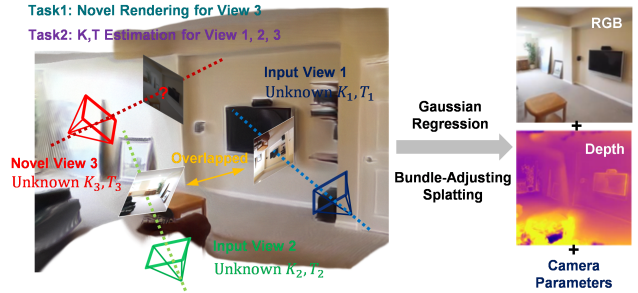 Task1: Novel Rendering for View 3
Task2: K,T Estimation for View 1, 2, 3
Input View 1
Unknown K₁, T₁
Overlapped
Novel View 3
Unknown K₃, T₃
Input View 2
Unknown K₂, T₂
Gaussian
Regression
Bundle-Adjusting
Splatting
RGB
+
Depth
+
Camera
Parameters